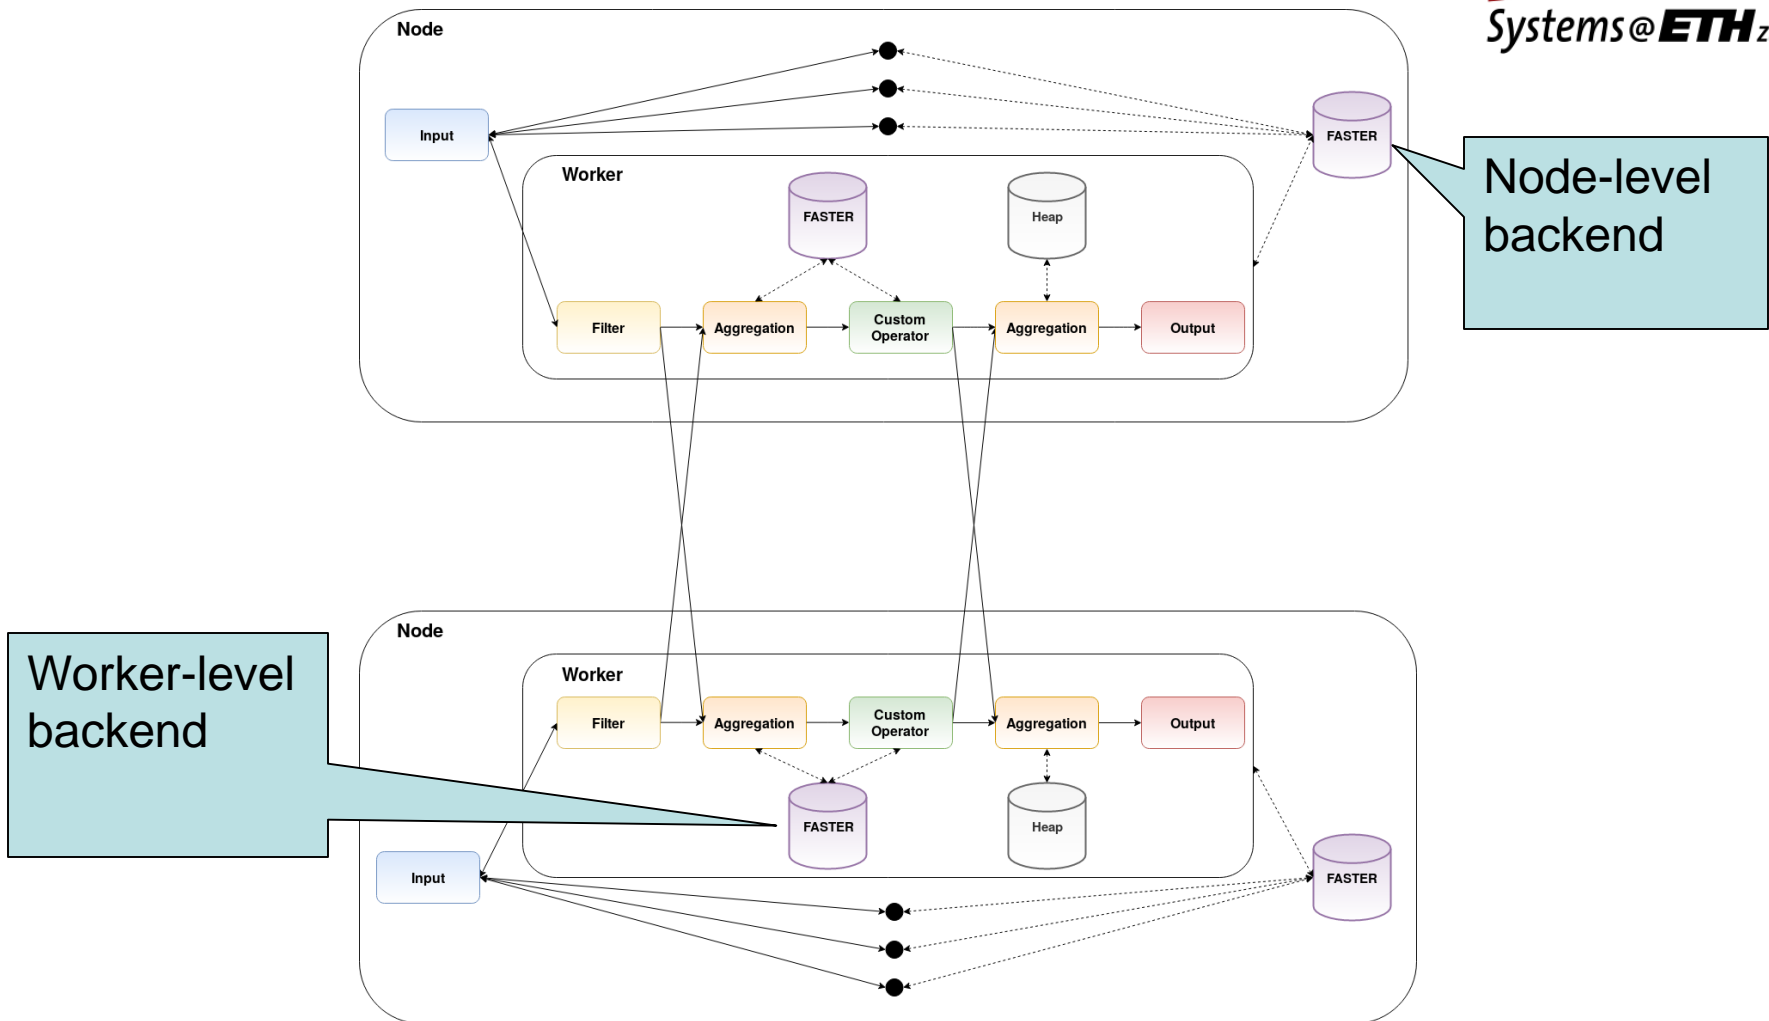 Systems@ETH Z
Node
Input
FASTER
Node-level
backend
Worker
FASTER
Heap
Filter
Aggregation
Custom
Operator
Aggregation
Output
Node
Worker-level
backend
Worker
Filter
Aggregation
Custom
Operator
Aggregation
Output
FASTER
Heap
Input
FASTER